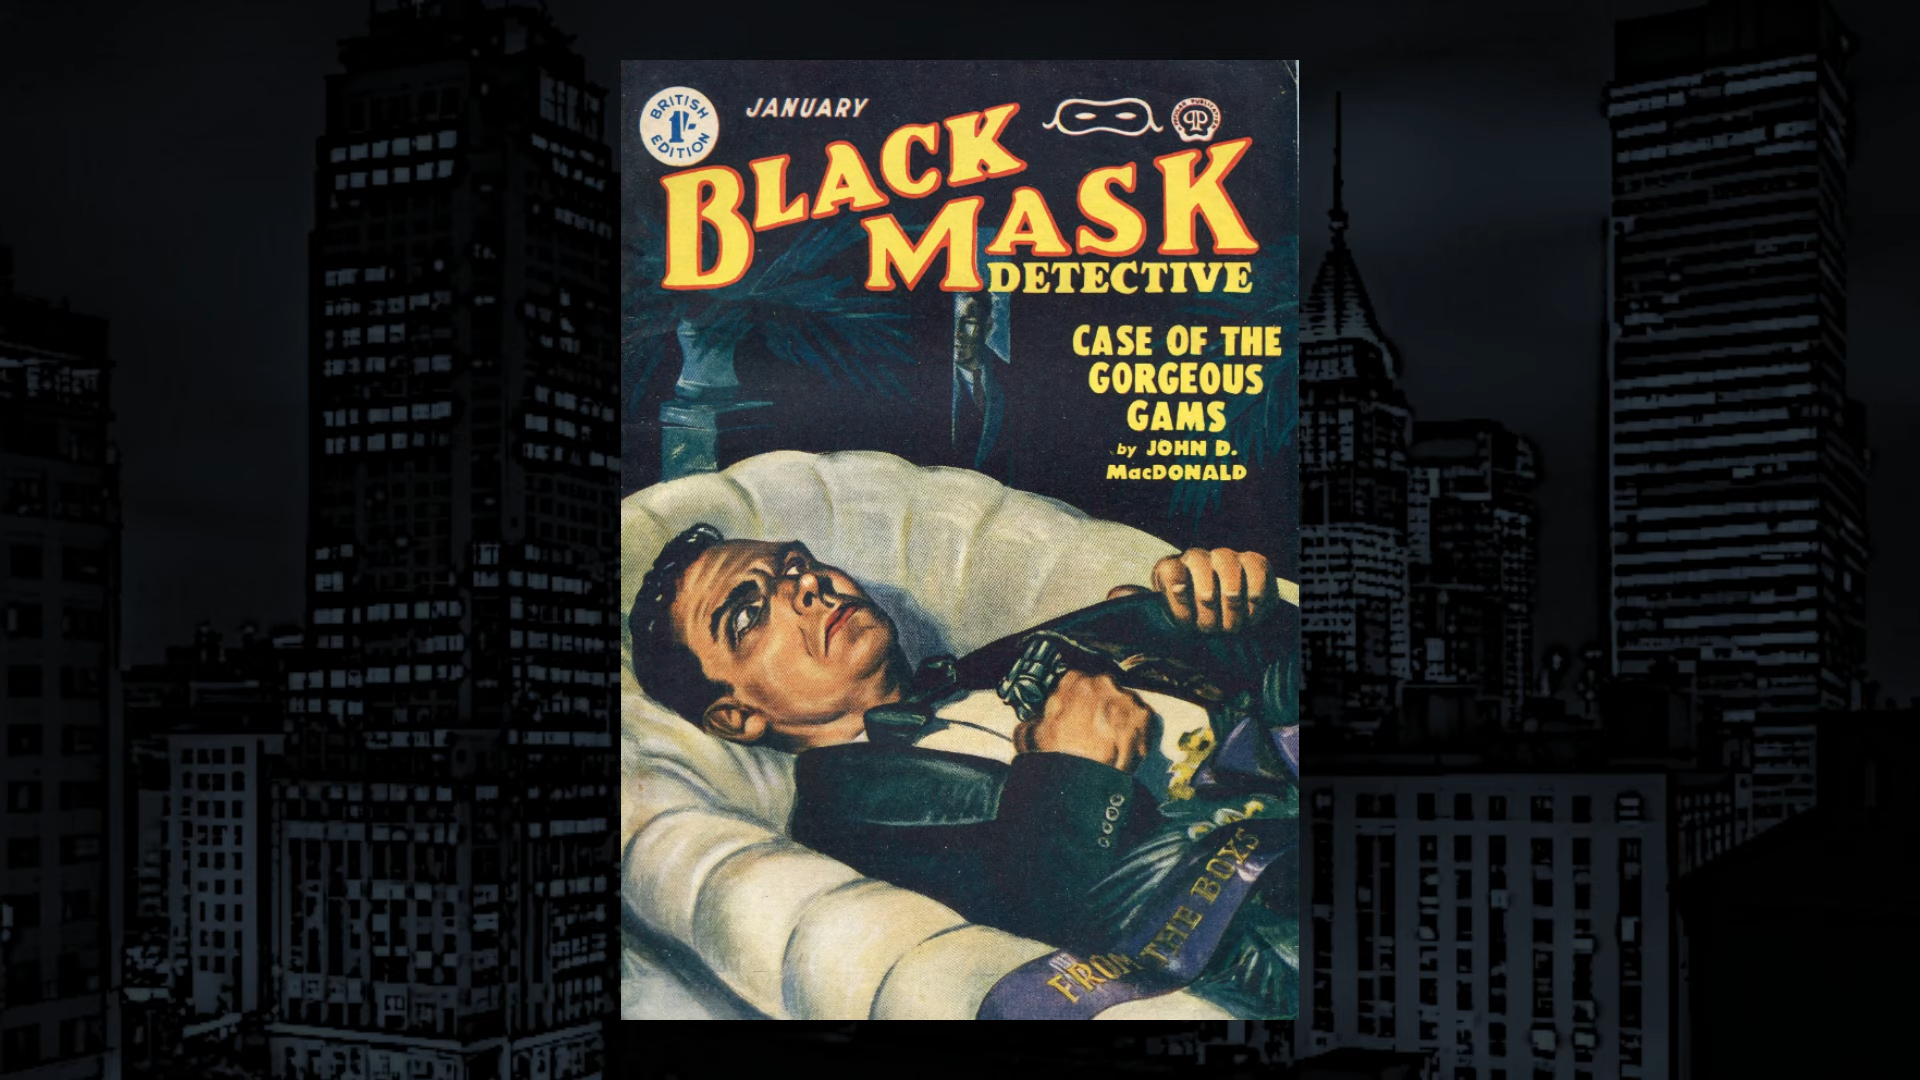 BRITISH
1/-
EDITION
JANUARY
BLACK
MASK
DETECTIVE
CASE OF THE
GORGEOUS
GAMS
by JOHN D.
MacDONALD
FROM THE BOYS